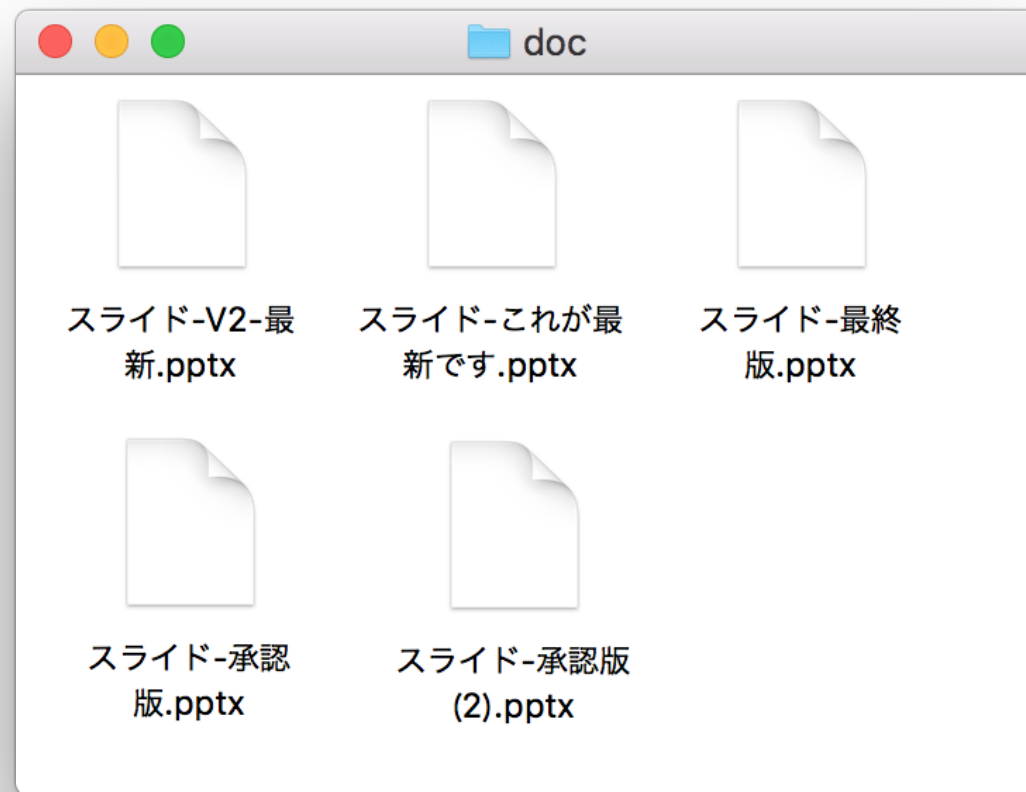 doc
スライド-V2-最
新.pptx
スライド-これが最
新です.pptx
スライド-最終
版.pptx
スライド-承認
版.pptx
スライド-承認版
(2).pptx